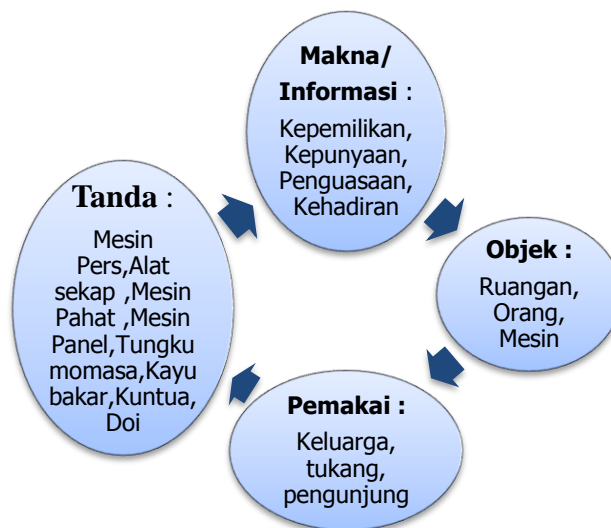 Makna/
Informasi :
Kepemilikan,
Kepunyaan,
Penguasaan,
Kehadiran
Objek :
Ruangan,
Orang,
Mesin
Pemakai :
Keluarga,
tukang,
pengunjung
Tanda :
Mesin
Pers,Alat
sekap ,Mesin
Pahat ,Mesin
Panel,Tungku
momasa,Kayu
bakar,Kuntua,
Doi